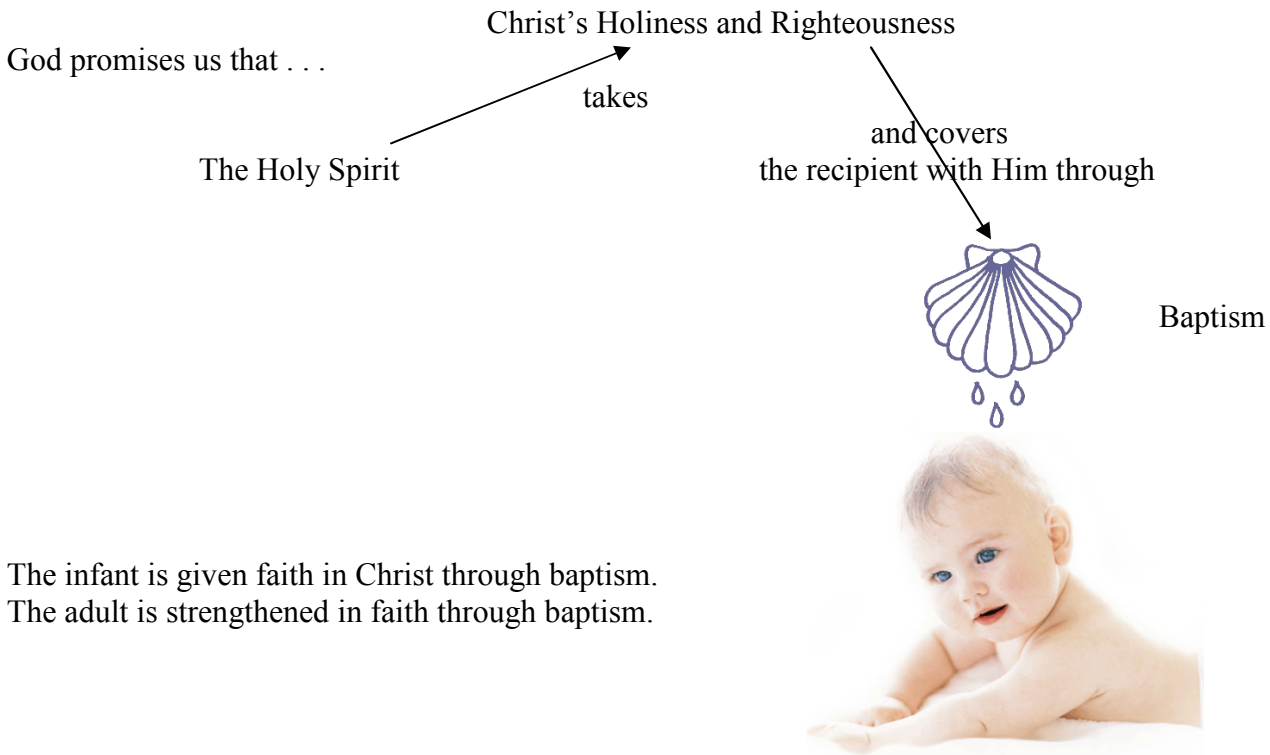 Christ’s Holiness and Righteousness
God promises us that . . .
takes
The Holy Spirit
and covers
the recipient with Him through
Baptism
The infant is given faith in Christ through baptism.
The adult is strengthened in faith through baptism.